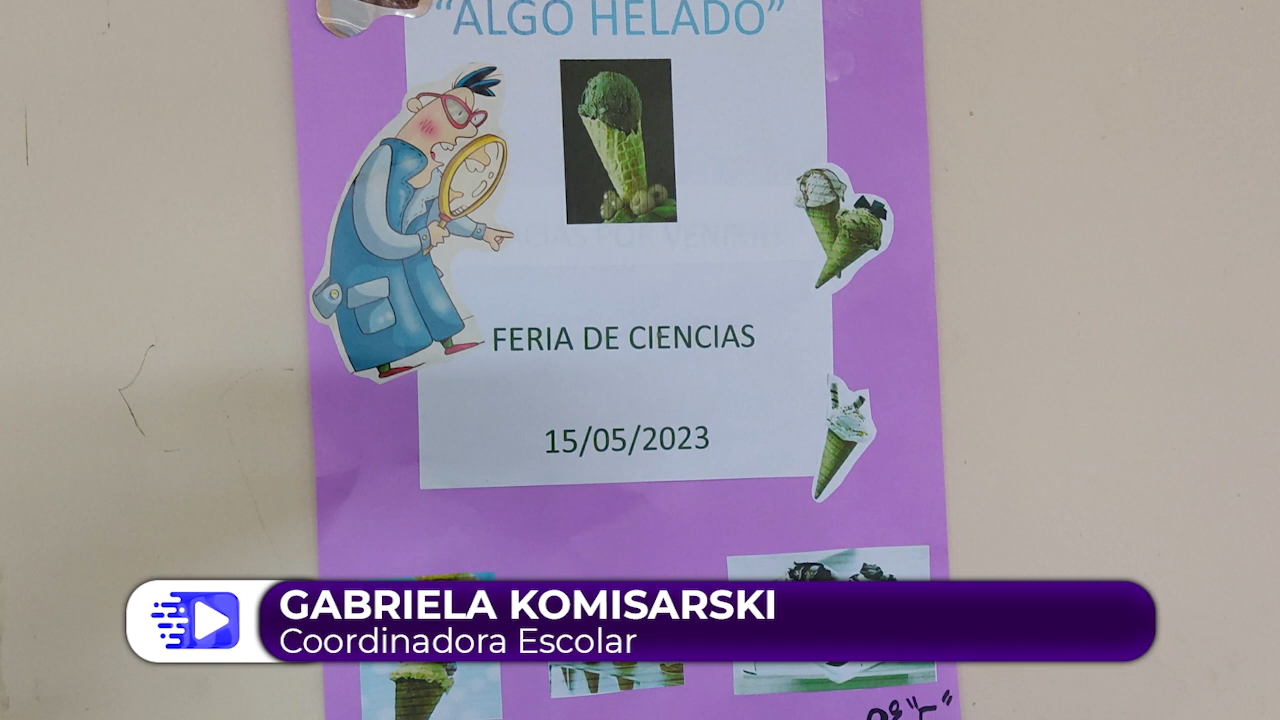 "ALGO HELADO"
FERIA DE CIENCIAS
15/05/2023
GABRIELA KOMISARSKI
Coordinadora Escolar